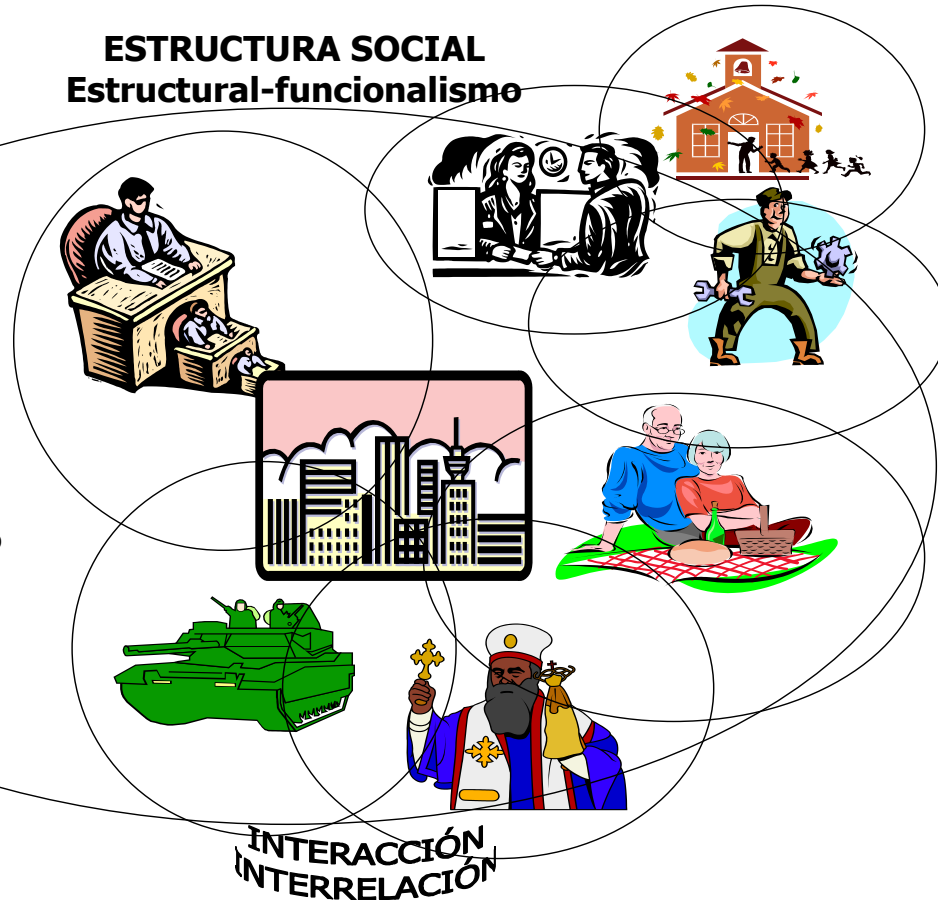 ESTRUCTURA SOCIAL
Estructural-funcionalismo
INTERACCIÓN
INTERRELACIÓN